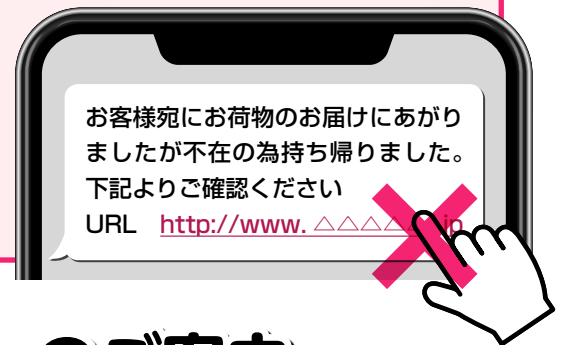 お客様宛にお荷物のお届けにあがり
ましたが不在の為持ち帰りました。
下記よりご確認ください
URL　http://www. △△△△